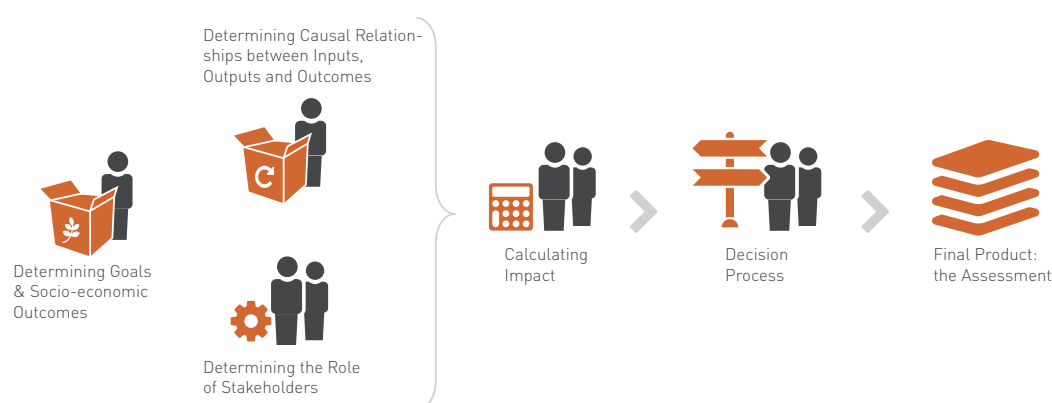 Determining Causal Relation-
ships between Inputs,
Outputs and Outcomes
Determining Goals
& Socio-economic
Outcomes
Determining the Role
of Stakeholders
Calculating
Impact
Decision
Process
Final Product:
the Assessment